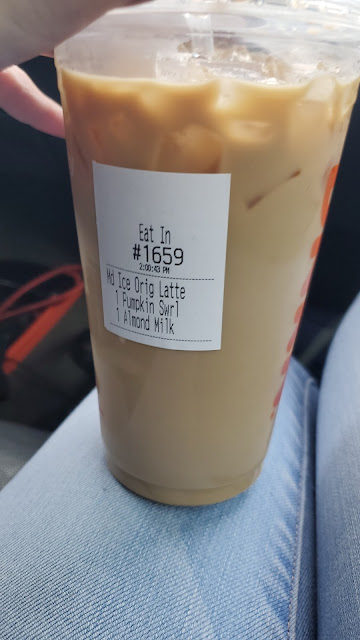 Eat In
#1659
2:00:43 PM
Md Ice Orig Latte
1 Pumpkin Swrl
1 Almond Milk